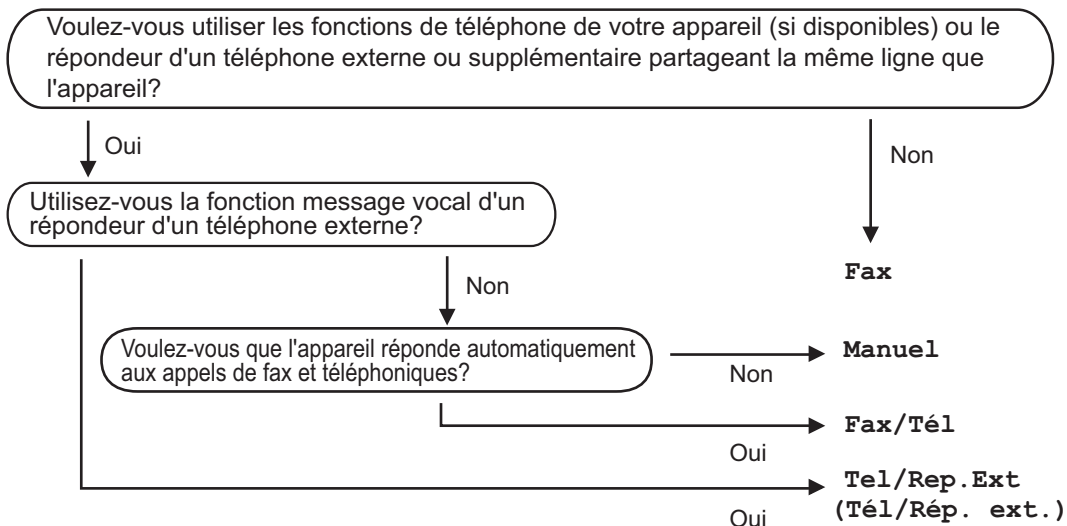 Voulez-vous utiliser les fonctions de téléphone de votre appareil (si disponibles) ou le
répondeur d'un téléphone externe ou supplémentaire partageant la même ligne que
l'appareil?
Oui
Non
Utilisez-vous la fonction message vocal d'un
répondeur d'un téléphone externe?
Fax
Non
Voulez-vous que l'appareil réponde automatiquement
aux appels de fax et téléphoniques?
Non
Manuel
Oui
Fax/Tél
Oui
Tel/Rep.Ext
(Tél/Rép. ext.)